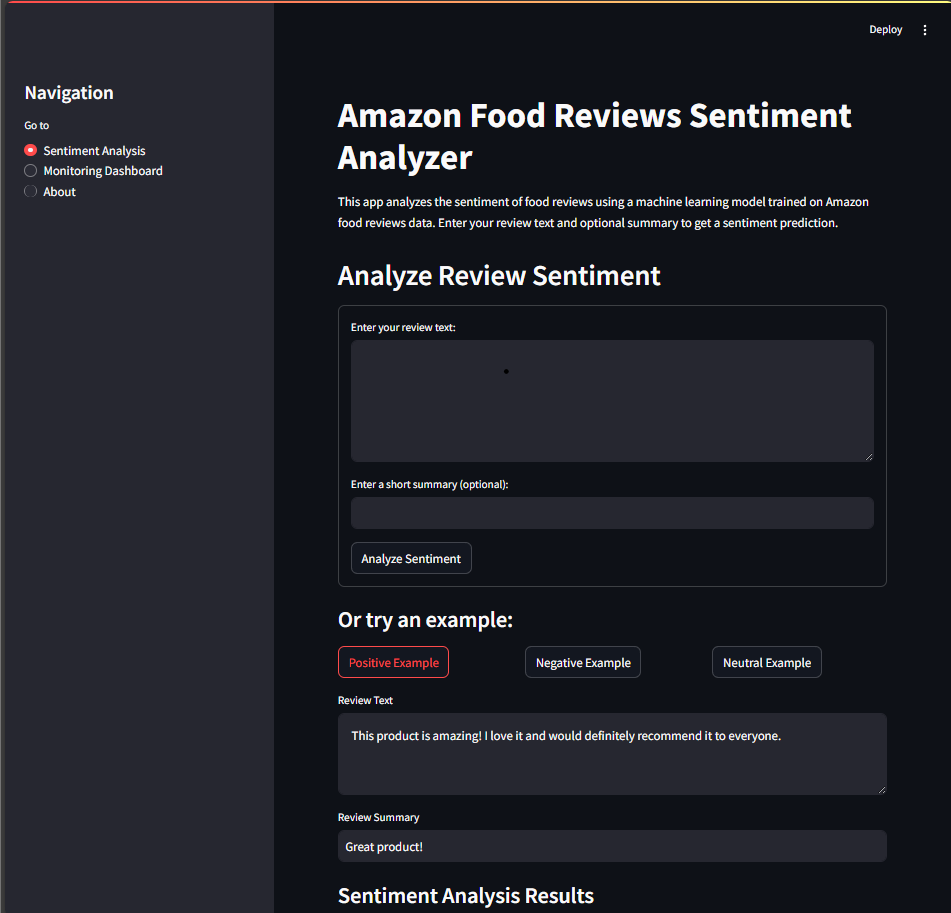 Deploy
Navigation
Go to
Sentiment Analysis
Monitoring Dashboard
About
Amazon Food Reviews Sentiment
Analyzer
This app analyzes the sentiment of food reviews using a machine learning model trained on Amazon
food reviews data. Enter your review text and optional summary to get a sentiment prediction.
Analyze Review Sentiment
Enter your review text:
Enter a short summary (optional):
Analyze Sentiment
Or try an example:
Positive Example
Negative Example
Neutral Example
Review Text
This product is amazing! I love it and would definitely recommend it to everyone.
Review Summary
Great product!
Sentiment Analysis Results